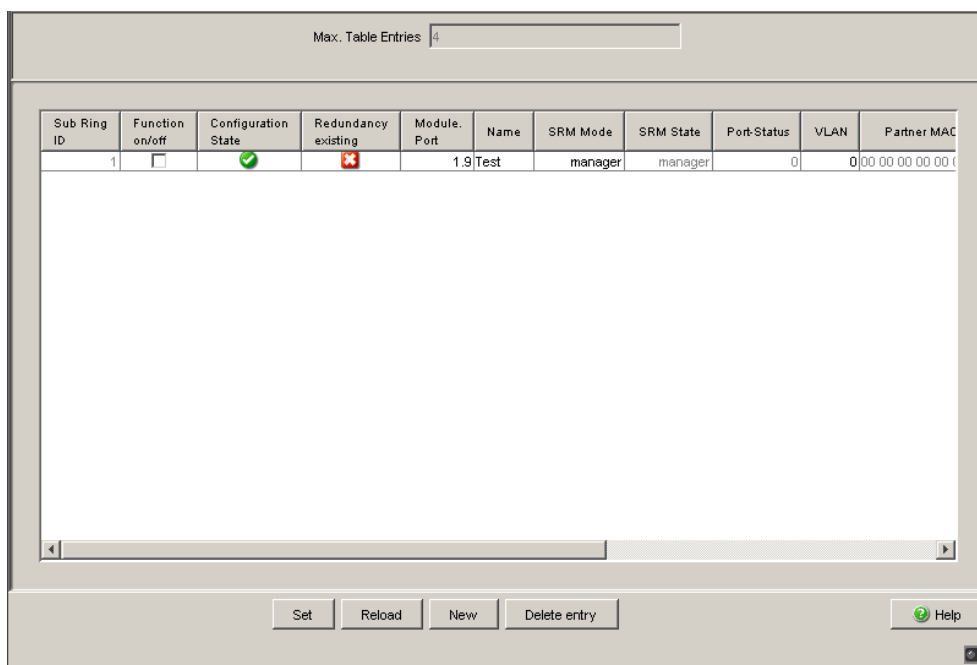 Max. Table Entries 4
Sub Ring ID Function on/off Configuration State Redundancy existing Module. Port Name SRM Mode SRM State Port-Status VLAN Partner MAC
1 1.9 Test manager manager 0 0 00 00 00 00 00
Set Reload New Delete entry Help